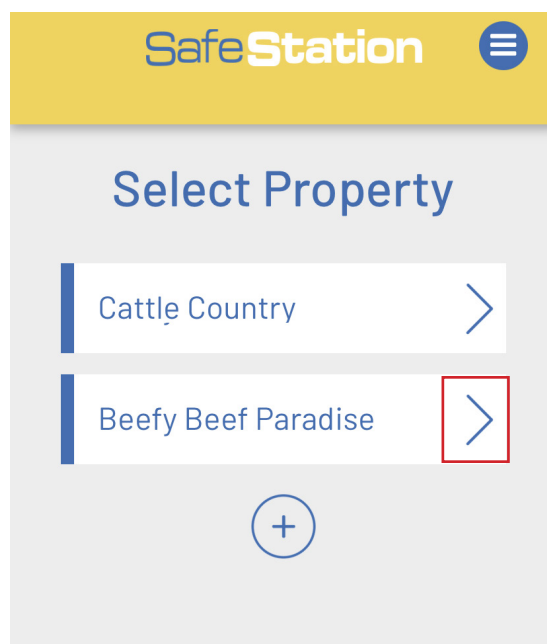 SafeStation
Select Property
Cattle Country
Beefy Beef Paradise
+